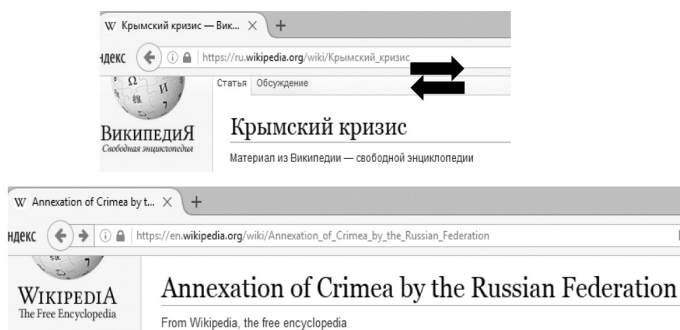 W Крымский кризис — Вик... × +
ндекс https://ru.wikipedia.org/wiki/Крымский_кризис
Статья Обсуждение
ВИКИПЕДИЯ
Свободная энциклопедия
Крымский кризис
Материал из Википедии — свободной энциклопедии
W Annexation of Crimea by t... × +
ндекс https://en.wikipedia.org/wiki/Annexation_of_Crimea_by_the_Russian_Federation
WIKIPEDIA
The Free Encyclopedia
Annexation of Crimea by the Russian Federation
From Wikipedia, the free encyclopedia